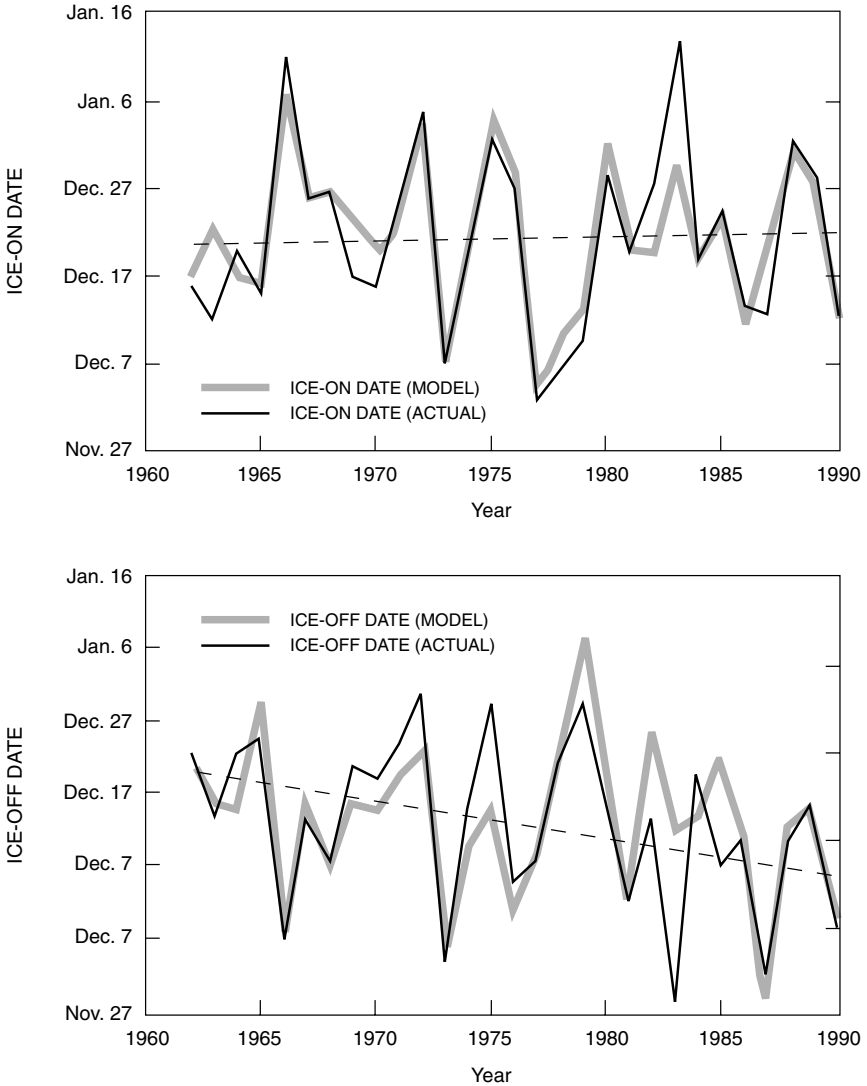 Jan. 16
Jan. 6
Dec. 27
Dec. 17
Dec. 7
Nov. 27
ICE-ON DATE
ICE-ON DATE (MODEL)
ICE-ON DATE (ACTUAL)
1960 1965 1970 1975 1980 1985 1990
Year
Jan. 16
Jan. 6
Dec. 27
Dec. 17
Dec. 7
Dec. 7
Nov. 27
ICE-OFF DATE
ICE-OFF DATE (MODEL)
ICE-OFF DATE (ACTUAL)
1960 1965 1970 1975 1980 1985 1990
Year